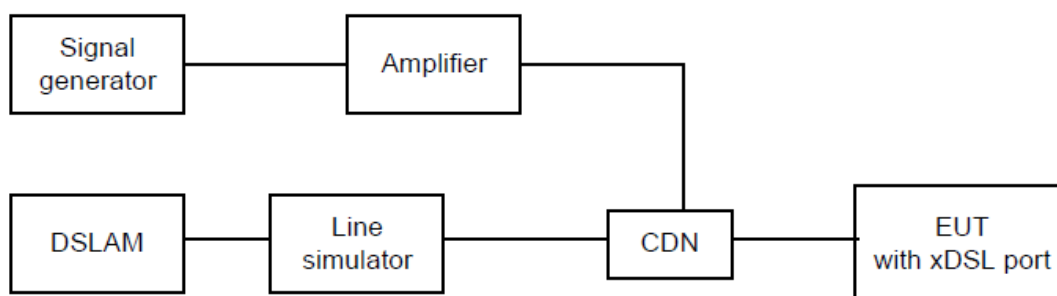 Signal
generator
Amplifier
DSLAM
Line
simulator
CDN
EUT
with xDSL port